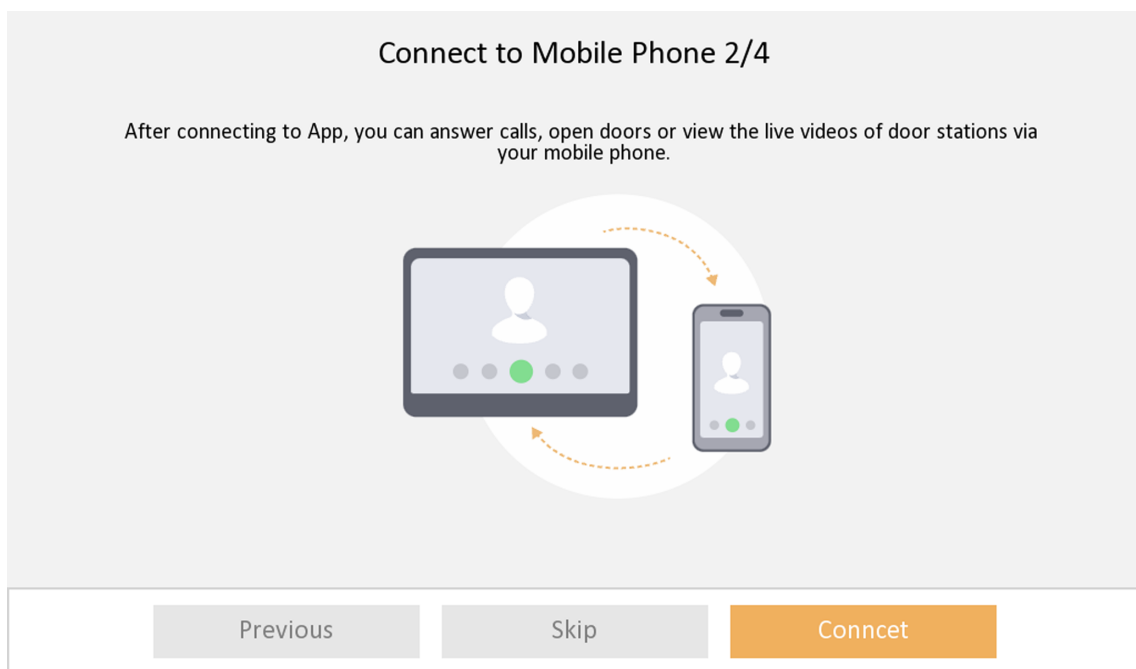 Connect to Mobile Phone 2/4
After connecting to App, you can answer calls, open doors or view the live videos of door stations via
your mobile phone.
Previous
Skip
Conncet